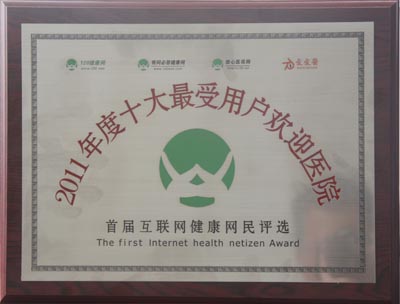 2011年度十大最受用户欢迎医院
首届互联网健康网民评选
The first Internet health netizen Award